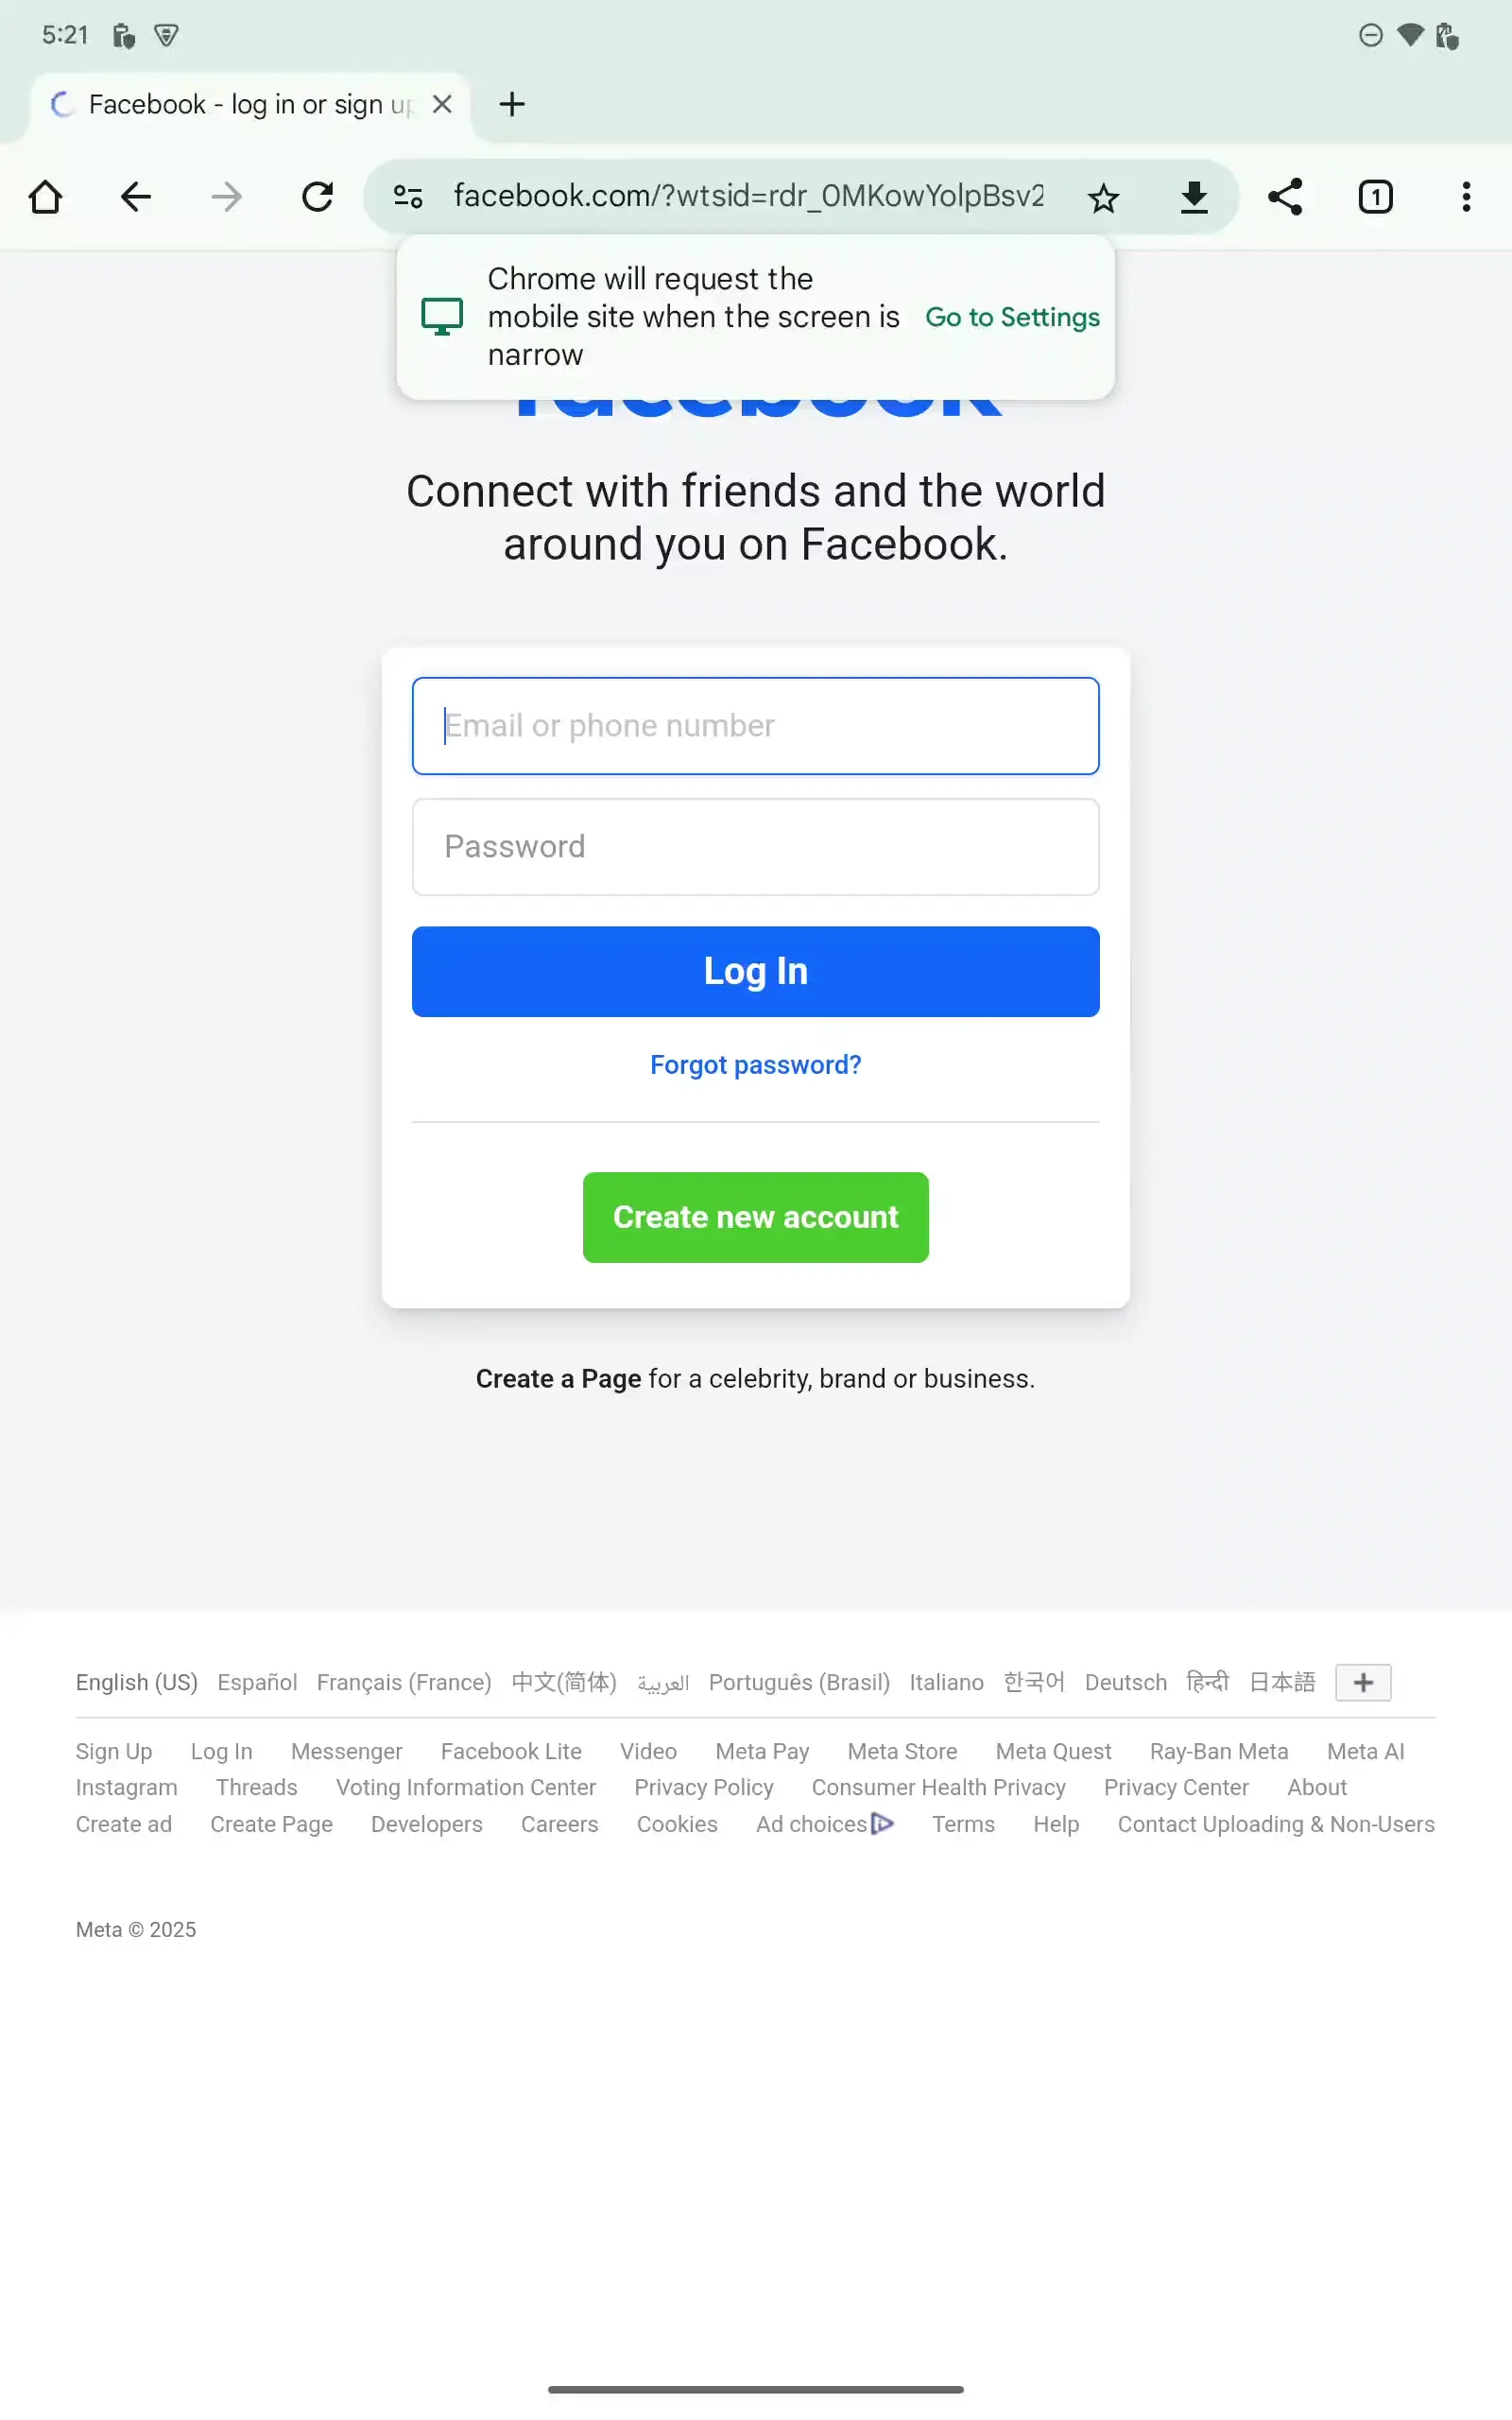 5:21
Facebook - log in or sign up
facebook.com/?wtsid=rdr_0MKowYolpBsv2
1
Chrome will request the
mobile site when the screen is
narrow
Go to Settings
facebook
Connect with friends and the world
around you on Facebook.
Email or phone number
Password
Log In
Forgot password?
Create new account
Create a Page for a celebrity, brand or business.
English (US) Español Français (France) 中文(简体) العربية Português (Brasil) Italiano 한국어 Deutsch हिन्दी 日本語 +
Sign Up Log In Messenger Facebook Lite Video Meta Pay Meta Store Meta Quest Ray-Ban Meta Meta AI
Instagram Threads Voting Information Center Privacy Policy Consumer Health Privacy Privacy Center About
Create ad Create Page Developers Careers Cookies Ad choices Terms Help Contact Uploading & Non-Users
Meta © 2025